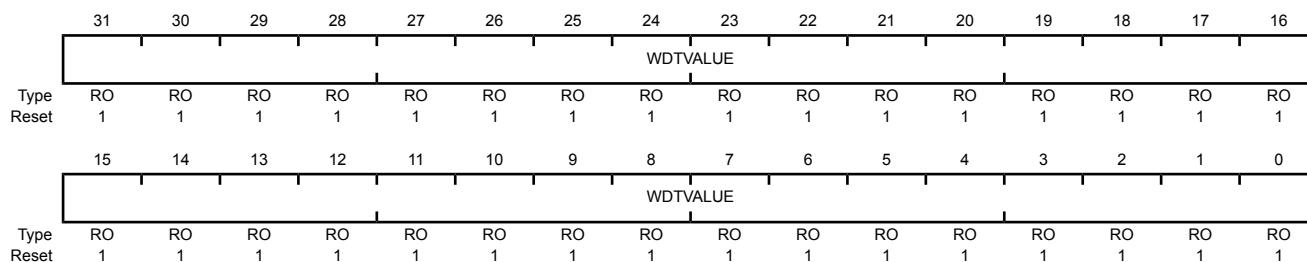 31 30 29 28 27 26 25 24 23 22 21 20 19 18 17 16
WDTVALUE
Type RO RO RO RO RO RO RO RO RO RO RO RO RO RO RO RO
Reset 1 1 1 1 1 1 1 1 1 1 1 1 1 1 1 1
15 14 13 12 11 10 9 8 7 6 5 4 3 2 1 0
WDTVALUE
Type RO RO RO RO RO RO RO RO RO RO RO RO RO RO RO RO
Reset 1 1 1 1 1 1 1 1 1 1 1 1 1 1 1 1